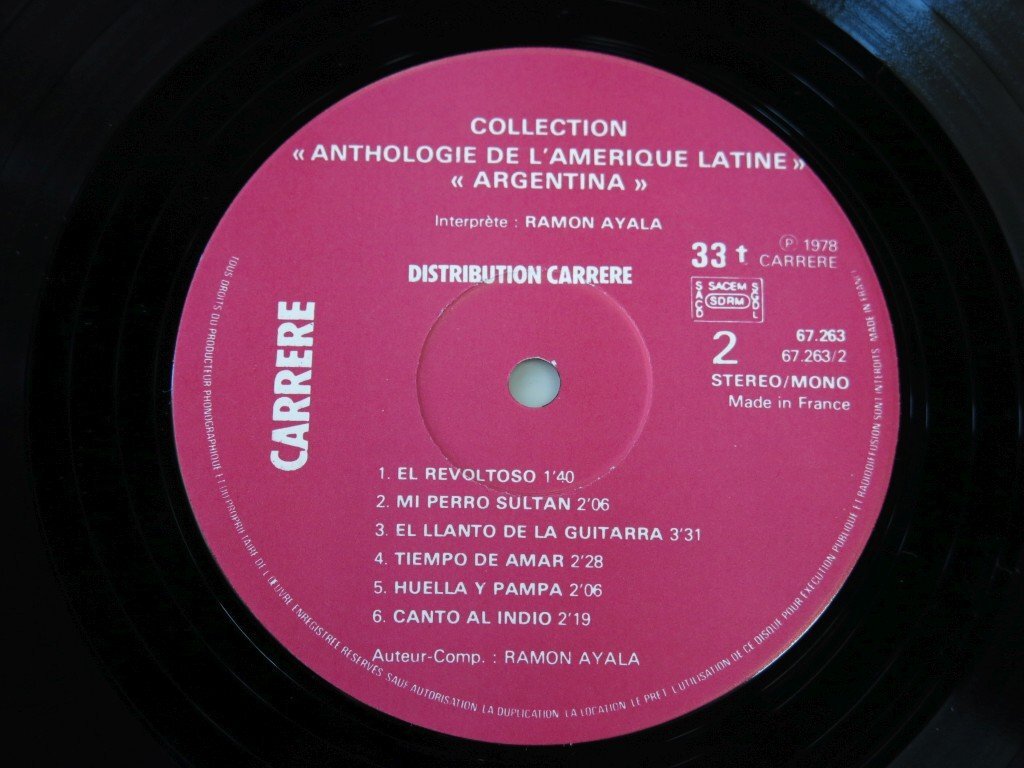 COLLECTION
« ANTHOLOGIE DE L'AMERIQUE LATINE »
« ARGENTINA »
Interprète : RAMON AYALA
DISTRIBUTION CARRERE
33 t
℗ 1978
CARRERE
SACD
SACEM
SDRM
SGDL
2
67.263
67.263/2
STEREO/MONO
Made in France
CARRERE
1. EL REVOLTOSO 1'40
2. MI PERRO SULTAN 2'06
3. EL LLANTO DE LA GUITARRA 3'31
4. TIEMPO DE AMAR 2'28
5. HUELLA Y PAMPA 2'06
6. CANTO AL INDIO 2'19
Auteur-Comp. : RAMON AYALA
TOUS DROITS DU PRODUCTEUR PHONOGRAPHIQUE ET DU PROPRIETAIRE DE L'ŒUVRE ENREGISTREE RESERVES SAUF AUTORISATION LA DUPLICATION LA LOCATION LE PRET L'UTILISATION DE CE DISQUE POUR EXECUTION PUBLIQUE ET RADIODIFFUSION SONT INTERDITS MADE IN FRANCE